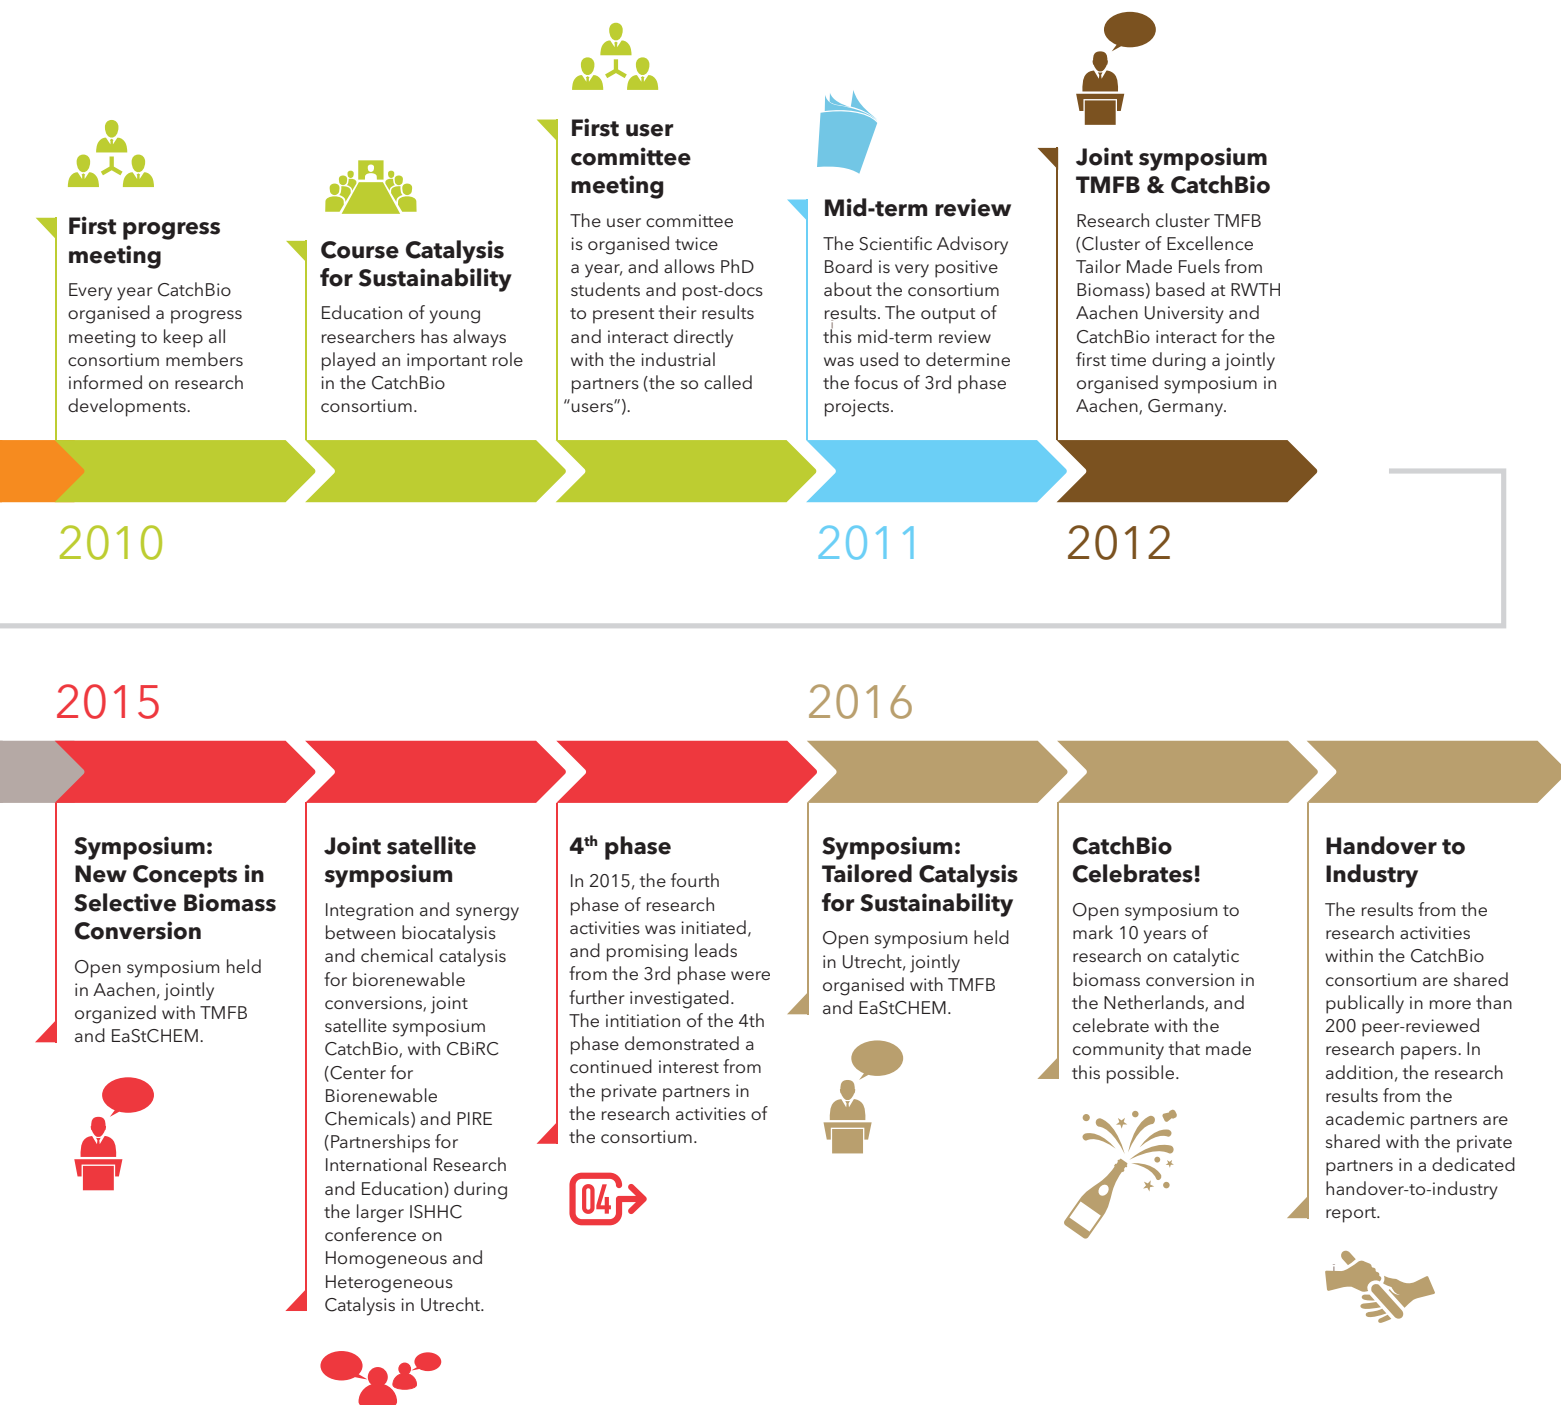 First progress
meeting
Every year CatchBio
organised a progress
meeting to keep all
consortium members
informed on research
developments.
Course Catalysis
for Sustainability
Education of young
researchers has always
played an important role
in the CatchBio
consortium.
First user
committee
meeting
The user committee
is organised twice
a year, and allows PhD
students and post-docs
to present their results
and interact directly
with the industrial
partners (the so called
“users”).
Mid-term review
The Scientific Advisory
Board is very positive
about the consortium
results. The output of
this mid-term review
was used to determine
the focus of 3rd phase
projects.
Joint symposium
TMFB & CatchBio
Research cluster TMFB
(Cluster of Excellence
Tailor Made Fuels from
Biomass) based at RWTH
Aachen University and
CatchBio interact for the
first time during a jointly
organised symposium in
Aachen, Germany.
2010
2011
2012
2015
2016
Symposium:
New Concepts in
Selective Biomass
Conversion
Open symposium held
in Aachen, jointly
organized with TMFB
and EaStCHEM.
Joint satellite
symposium
Integration and synergy
between biocatalysis
and chemical catalysis
for biorenewable
conversions, joint
satellite symposium
CatchBio, with CBiRC
(Center for
Biorenewable
Chemicals) and PIRE
(Partnerships for
International Research
and Education) during
the larger ISHHC
conference on
Homogeneous and
Heterogeneous
Catalysis in Utrecht.
4th phase
In 2015, the fourth
phase of research
activities was initiated,
and promising leads
from the 3rd phase were
further investigated.
The intitiation of the 4th
phase demonstrated a
continued interest from
the private partners in
the research activities of
the consortium.
04
Symposium:
Tailored Catalysis
for Sustainability
Open symposium held
in Utrecht, jointly
organised with TMFB
and EaStCHEM.
CatchBio
Celebrates!
Open symposium to
mark 10 years of
research on catalytic
biomass conversion in
the Netherlands, and
celebrate with the
community that made
this possible.
Handover to
Industry
The results from the
research activities
within the CatchBio
consortium are shared
publically in more than
200 peer-reviewed
research papers. In
addition, the research
results from the
academic partners are
shared with the private
partners in a dedicated
handover-to-industry
report.